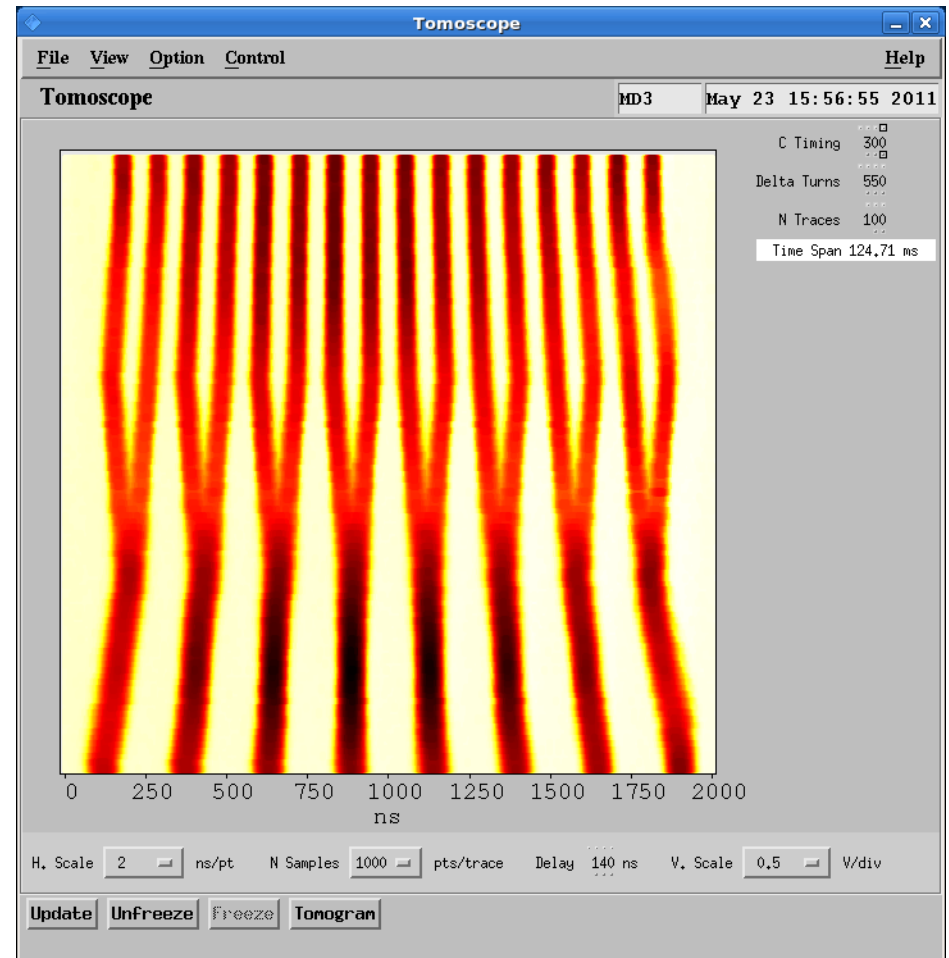 Tomoscope
File View Option Control Help
Tomoscope MD3 May 23 15:56:55 2011
C Timing 300
Delta Turns 550
N Traces 100
Time Span 124.71 ms
0 250 500 750 1000 1250 1500 1750 2000
ns
H. Scale 2 ns/pt N Samples 1000 pts/trace Delay 140 ns V. Scale 0.5 V/div
Update Unfreeze Freeze Tomogram